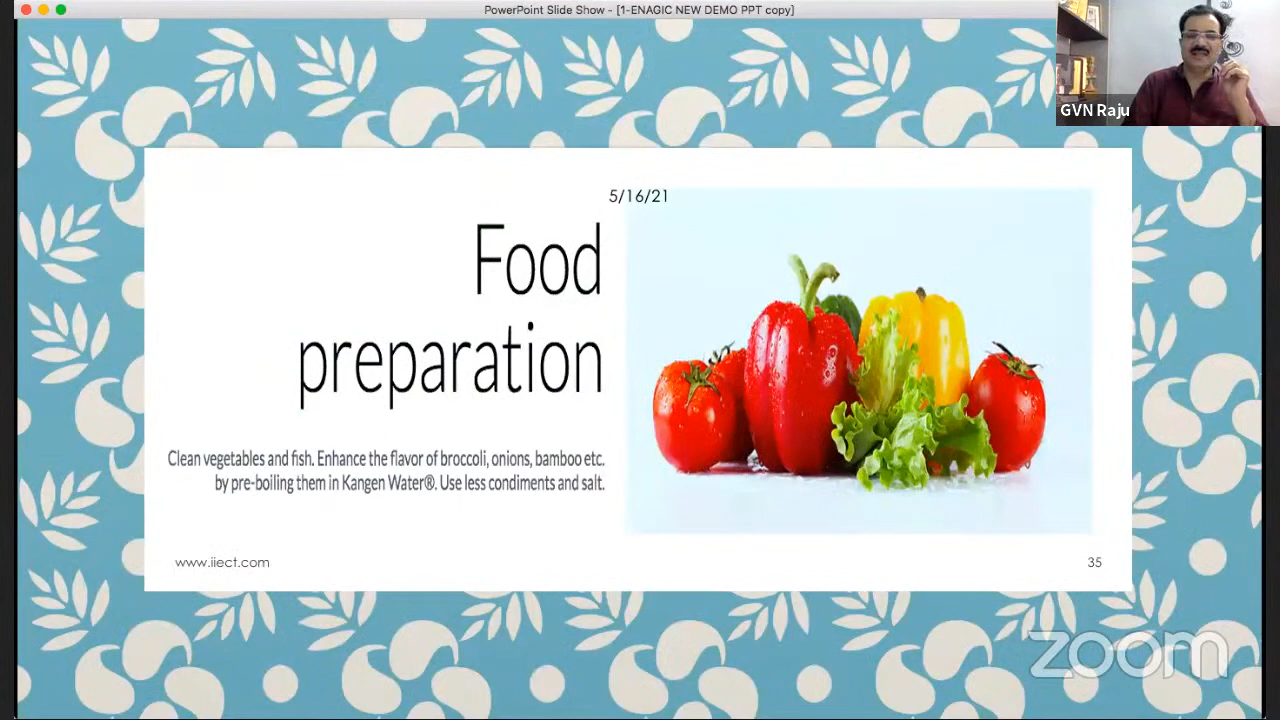 PowerPoint Slide Show - [1-ENAGIC NEW DEMO PPT copy]
GVN Raju
5/16/21
Food
preparation
Clean vegetables and fish. Enhance the flavor of broccoli, onions, bamboo etc.
by pre-boiling them in Kangen Water®. Use less condiments and salt.
www.iiect.com
35
zoom